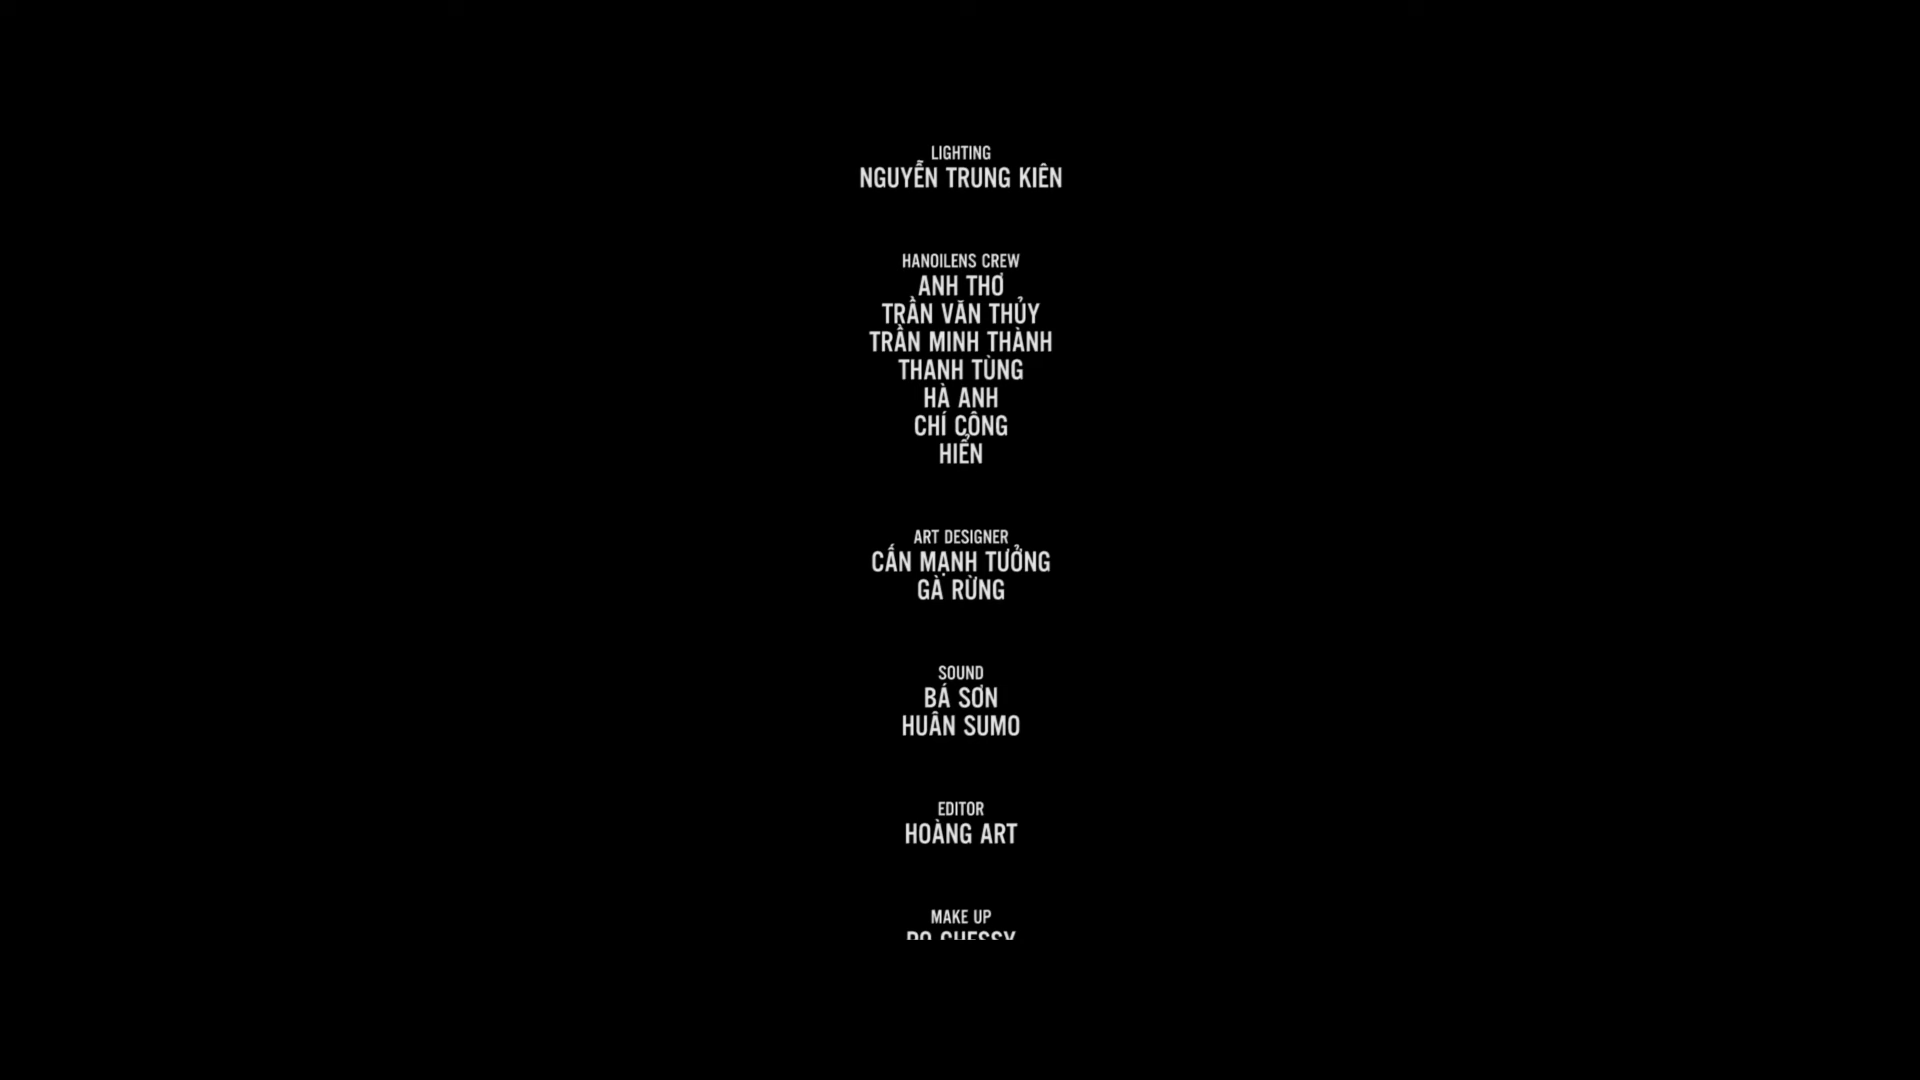 LIGHTING
NGUYỄN TRUNG KIÊN
HANOILENS CREW
ANH THƠ
TRẦN VĂN THỦY
TRẦN MINH THÀNH
THANH TÙNG
HÀ ANH
CHÍ CÔNG
HIỂN
ART DESIGNER
CẤN MẠNH TƯỞNG
GÀ RỪNG
SOUND
BÁ SƠN
HUÂN SUMO
EDITOR
HOÀNG ART
MAKE UP